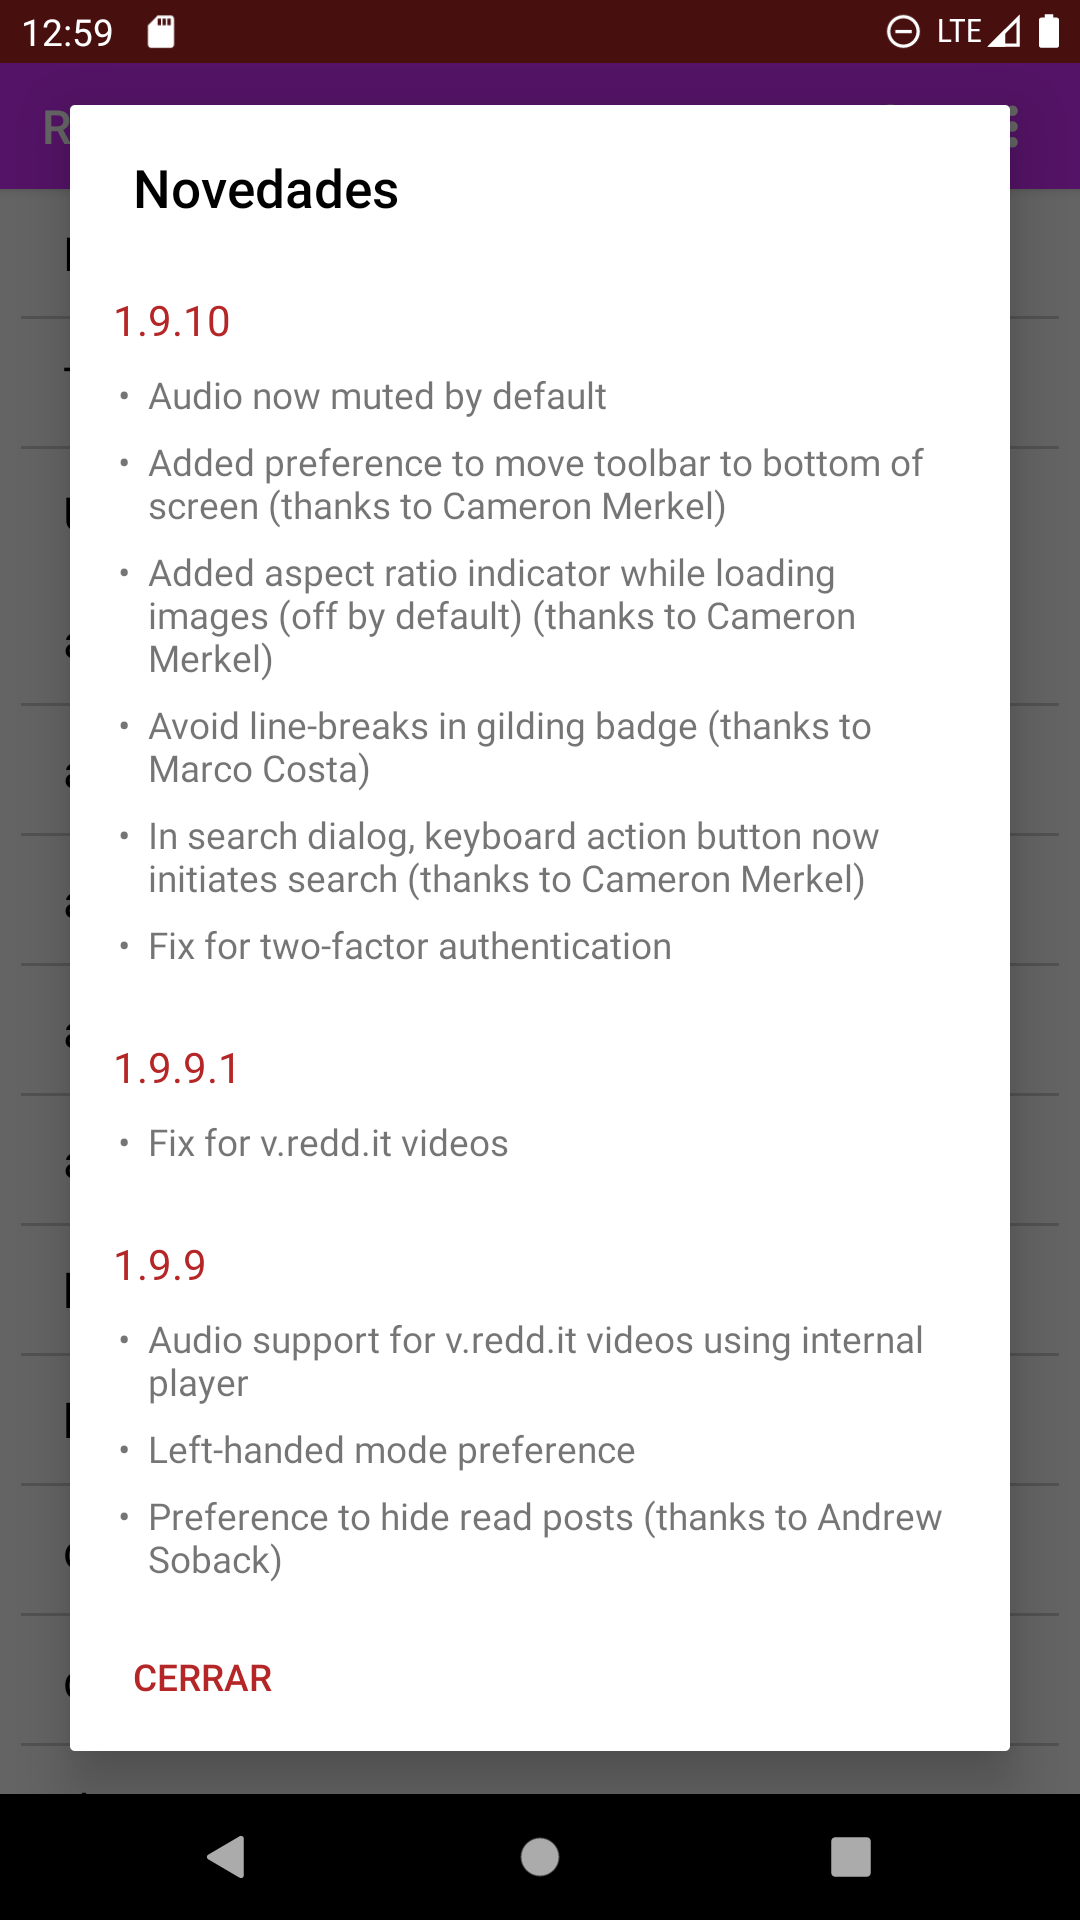 12:59
LTE
R
Novedades
1.9.10
• Audio now muted by default
• Added preference to move toolbar to bottom of
screen (thanks to Cameron Merkel)
• Added aspect ratio indicator while loading
images (off by default) (thanks to Cameron
Merkel)
• Avoid line-breaks in gilding badge (thanks to
Marco Costa)
• In search dialog, keyboard action button now
initiates search (thanks to Cameron Merkel)
• Fix for two-factor authentication
1.9.9.1
• Fix for v.redd.it videos
1.9.9
• Audio support for v.redd.it videos using internal
player
• Left-handed mode preference
• Preference to hide read posts (thanks to Andrew
Soback)
CERRAR